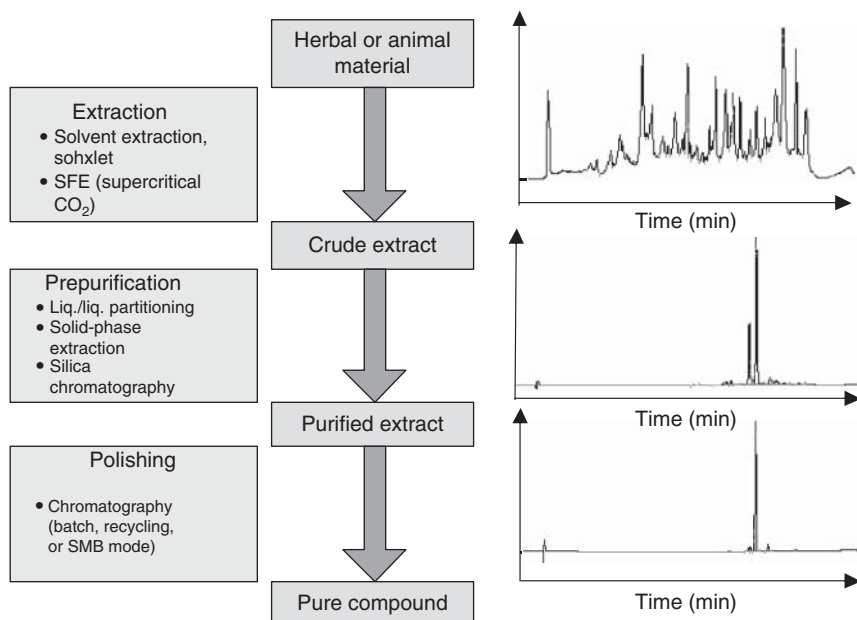 Herbal or animal
material
Extraction
• Solvent extraction,
sohxlet
• SFE (supercritical
CO₂)
Time (min)
Crude extract
Prepurification
• Liq./liq. partitioning
• Solid-phase
extraction
• Silica
chromatography
Time (min)
Purified extract
Polishing
• Chromatography
(batch, recycling,
or SMB mode)
Pure compound
Time (min)